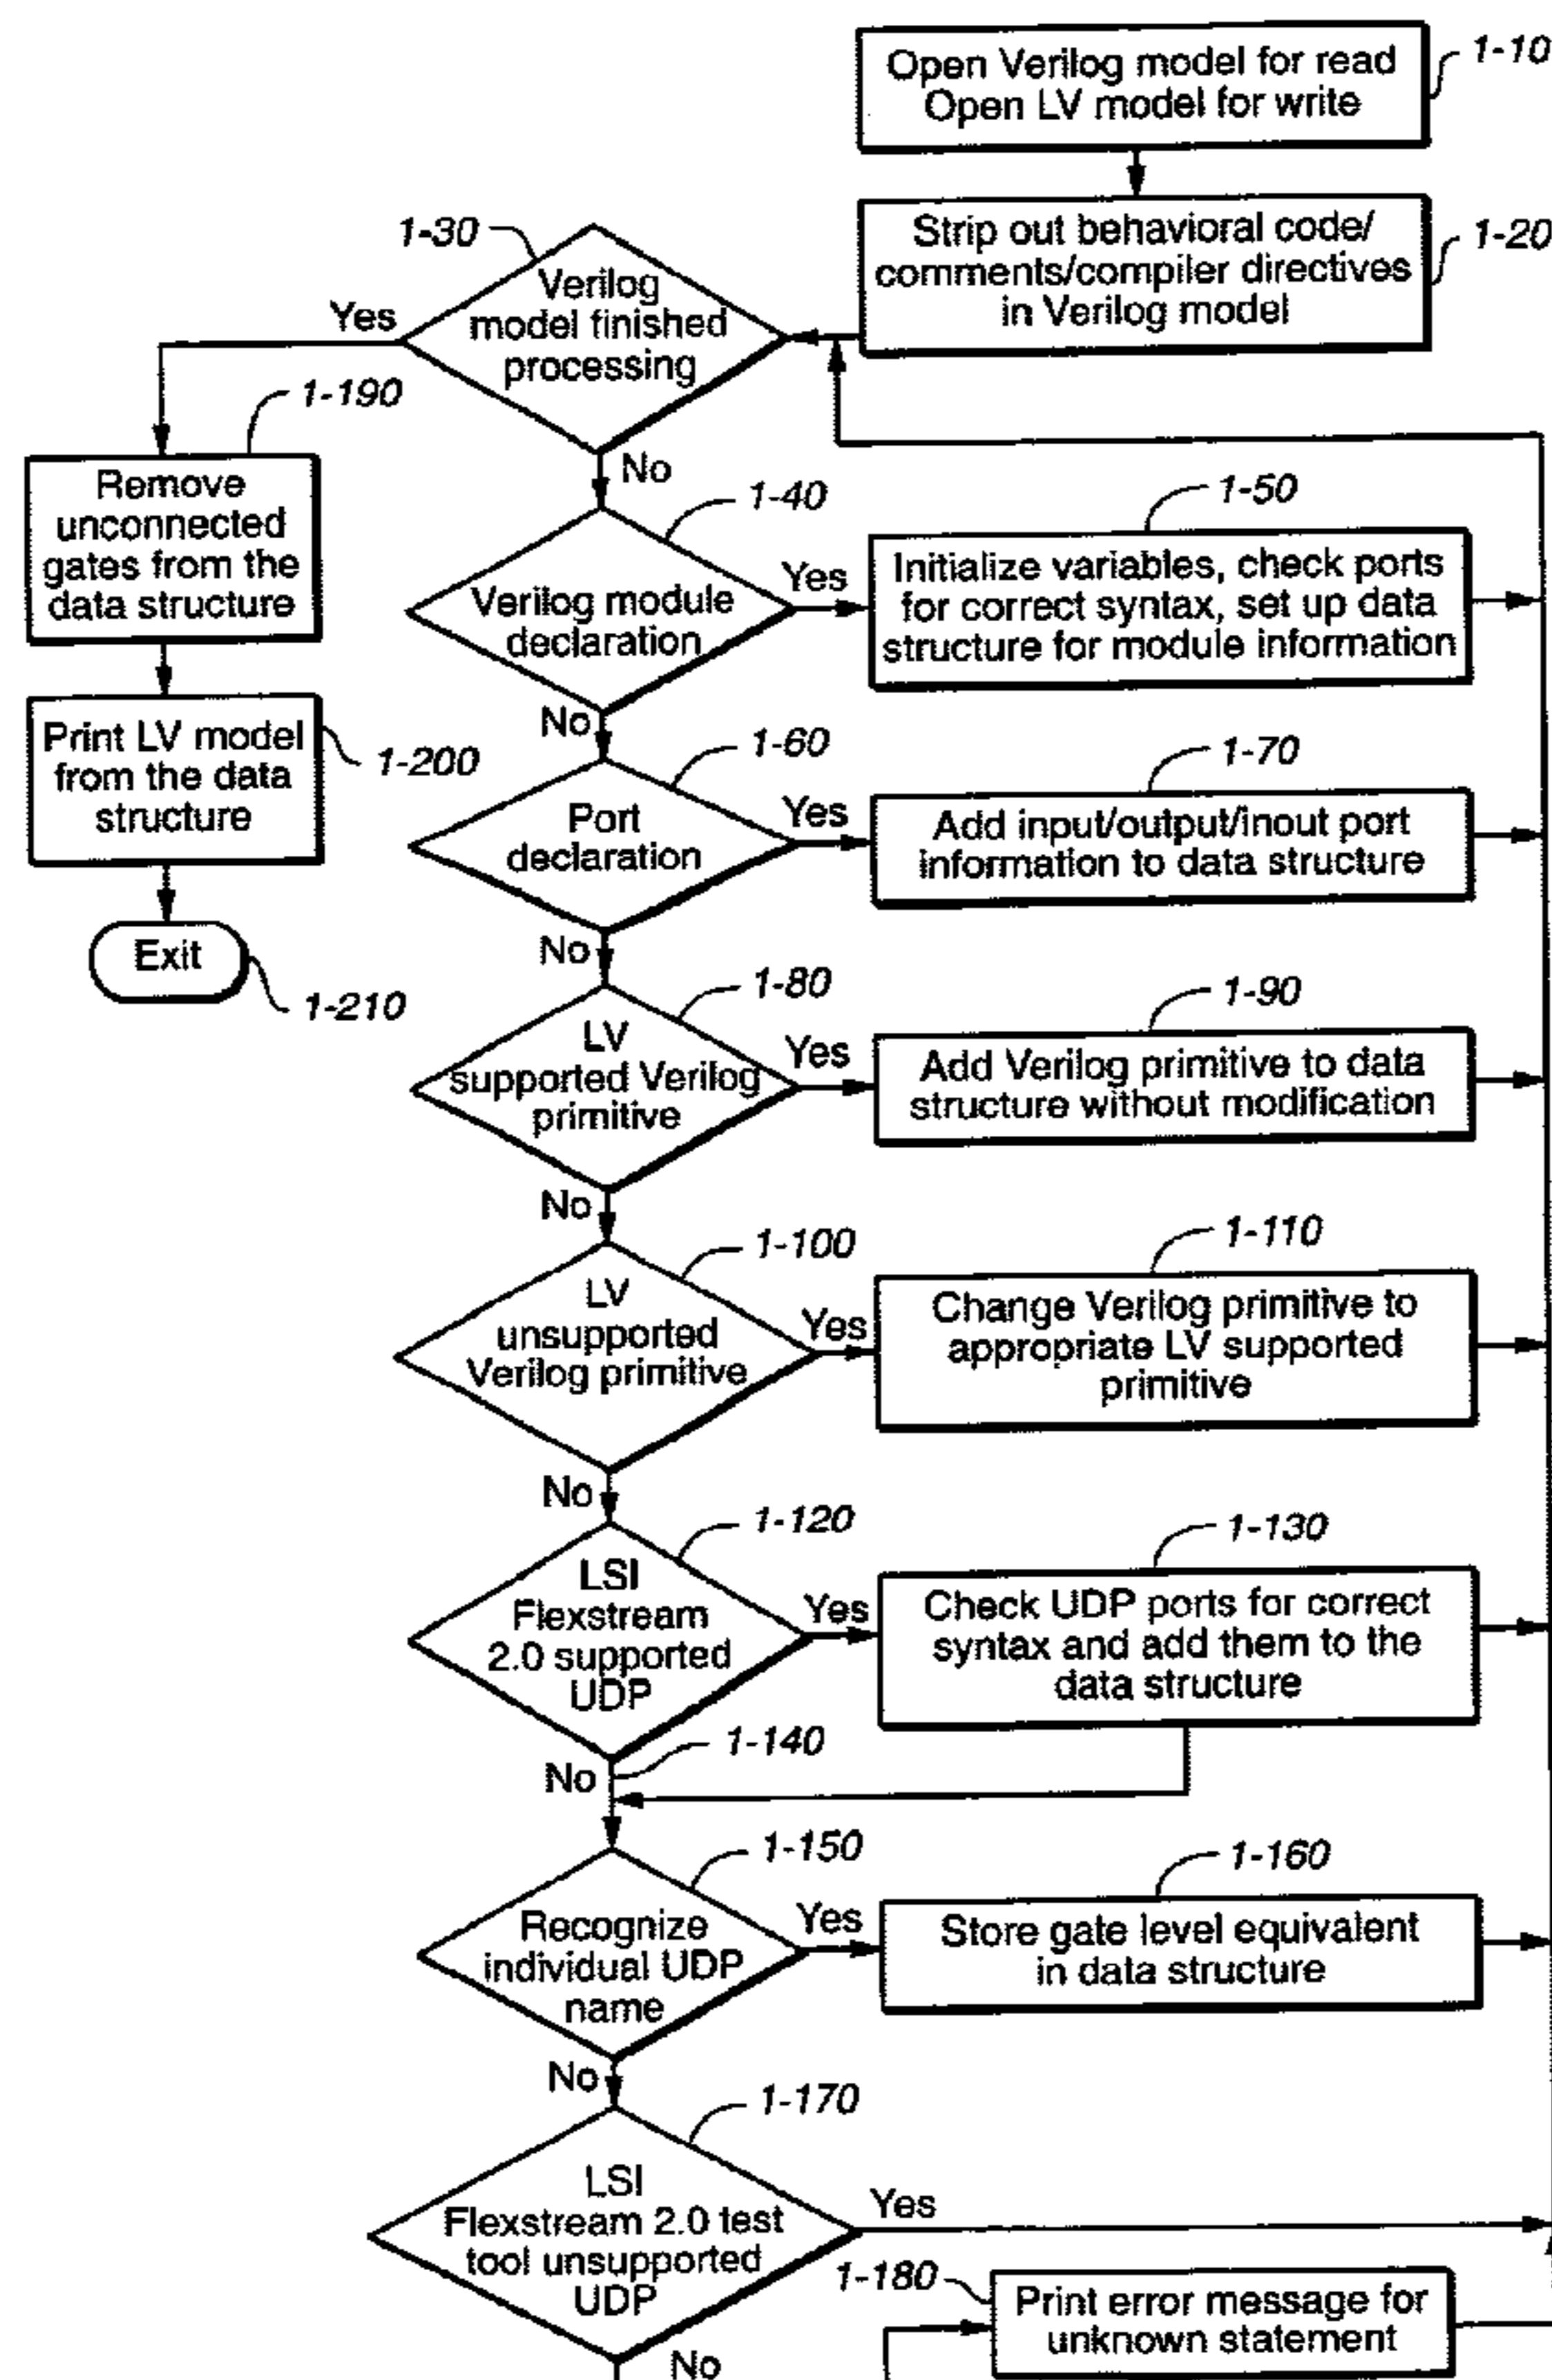 Open Verilog model for read
Open LV model for write
1-10
Strip out behavioral code/
comments/compiler directives
in Verilog model
1-20
1-30
Verilog
model finished
processing
Yes
No
1-190
Remove
unconnected
gates from the
data structure
Print LV model
from the data
structure
1-200
Exit
1-210
1-40
Verilog module
declaration
Yes
No
1-50
Initialize variables, check ports
for correct syntax, set up data
structure for module information
1-60
Port
declaration
Yes
No
1-70
Add input/output/inout port
information to data structure
1-80
LV
supported Verilog
primitive
Yes
No
1-90
Add Verilog primitive to data
structure without modification
1-100
LV
unsupported
Verilog primitive
Yes
No
1-110
Change Verilog primitive to
appropriate LV supported
primitive
1-120
LSI
Flexstream
2.0 supported
UDP
Yes
No
1-130
Check UDP ports for correct
syntax and add them to the
data structure
1-140
1-150
Recognize
individual UDP
name
Yes
No
1-160
Store gate level equivalent
in data structure
1-170
LSI
Flexstream 2.0 test
tool unsupported
UDP
Yes
No
1-180
Print error message for
unknown statement